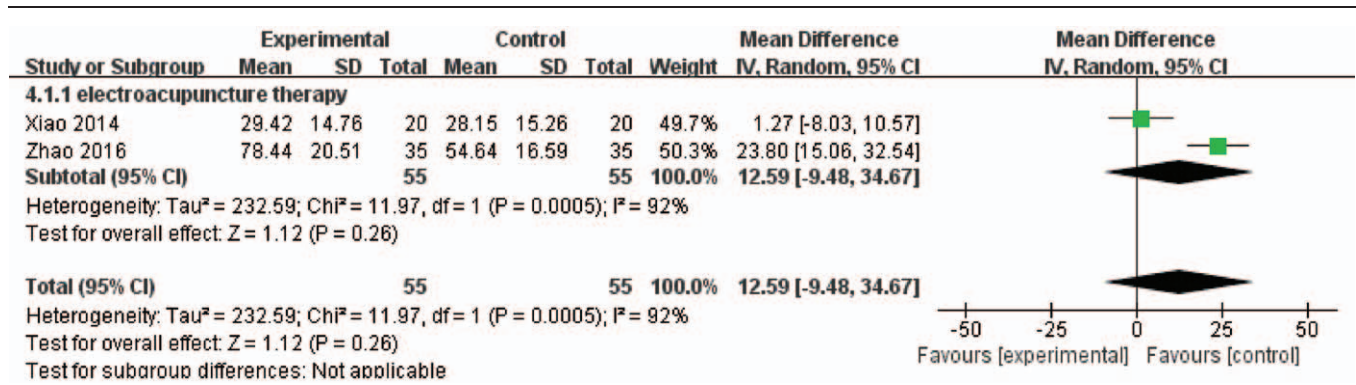 Experimental Control Mean Difference Mean Difference
Study or Subgroup Mean SD Total Mean SD Total Weight IV, Random, 95% CI IV, Random, 95% CI
4.1.1 electroacupuncture therapy
Xiao 2014 29.42 14.76 20 28.15 15.26 20 49.7% 1.27 [-8.03, 10.57]
Zhao 2016 78.44 20.51 35 54.64 16.59 35 50.3% 23.80 [15.06, 32.54]
Subtotal (95% CI) 55 55 100.0% 12.59 [-9.48, 34.67]
Heterogeneity: Tau² = 232.59; Chi² = 11.97, df = 1 (P = 0.0005); I² = 92%
Test for overall effect: Z = 1.12 (P = 0.26)
Total (95% CI) 55 55 100.0% 12.59 [-9.48, 34.67]
Heterogeneity: Tau² = 232.59; Chi² = 11.97, df = 1 (P = 0.0005); I² = 92%
Test for overall effect: Z = 1.12 (P = 0.26)
Test for subgroup differences: Not applicable
-50 -25 0 25 50
Favours [experimental] Favours [control]